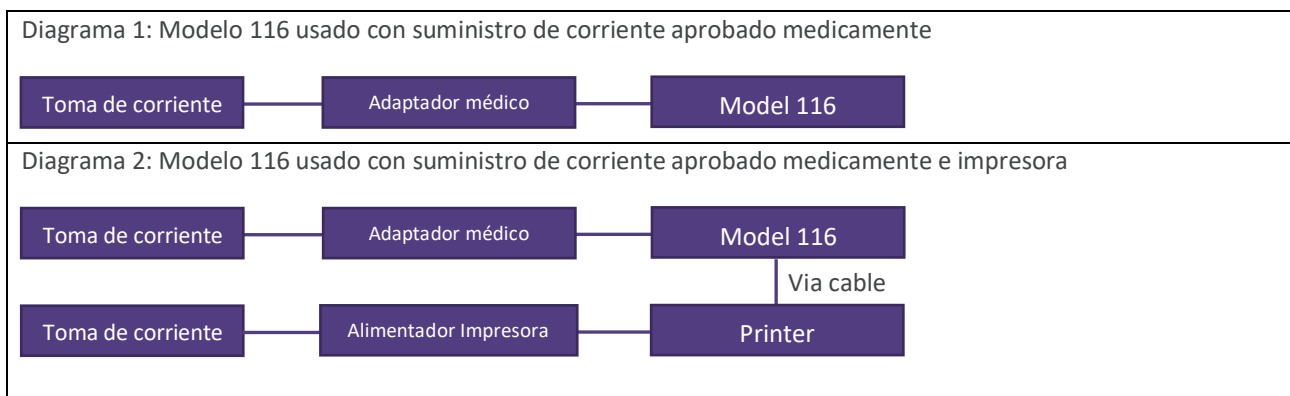 Diagrama 1: Modelo 116 usado con suministro de corriente aprobado medicamente
Toma de corriente Adaptador médico Model 116
Diagrama 2: Modelo 116 usado con suministro de corriente aprobado medicamente e impresora
Toma de corriente Adaptador médico Model 116
Via cable
Toma de corriente Alimentador Impresora Printer